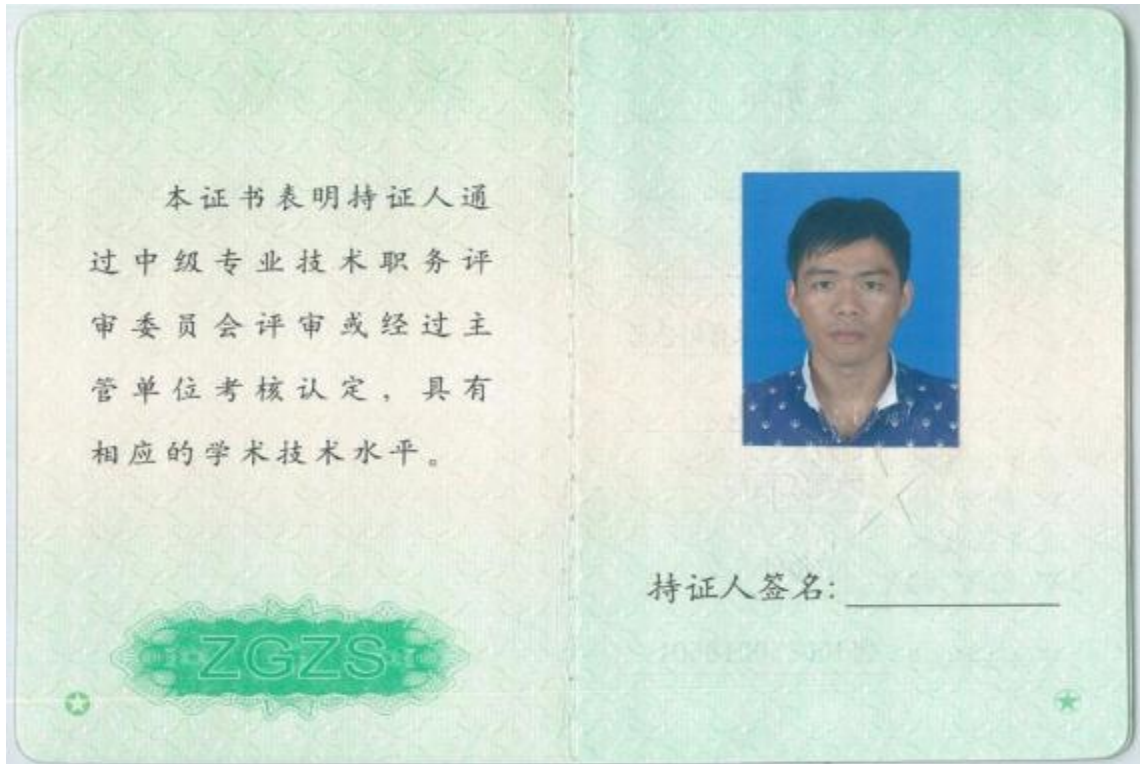 本证书表明持证人通
过中级专业技术职务评
审委员会评审或经过主
管单位考核认定，具有
相应的学术技术水平。
ZGZS
持证人签名: